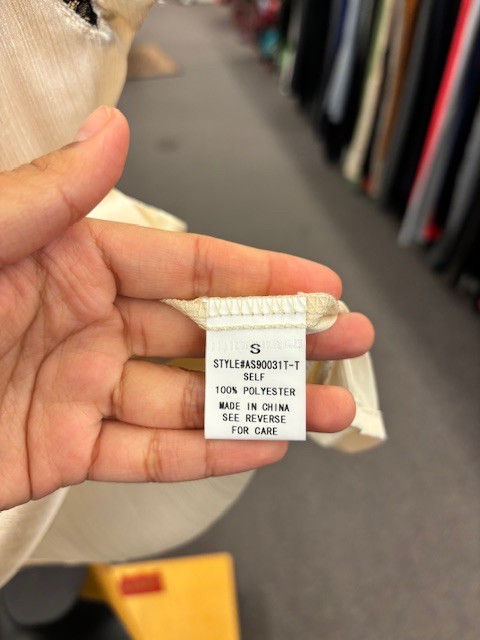 S
STYLE#AS90031T-T
SELF
100% POLYESTER
MADE IN CHINA
SEE REVERSE
FOR CARE